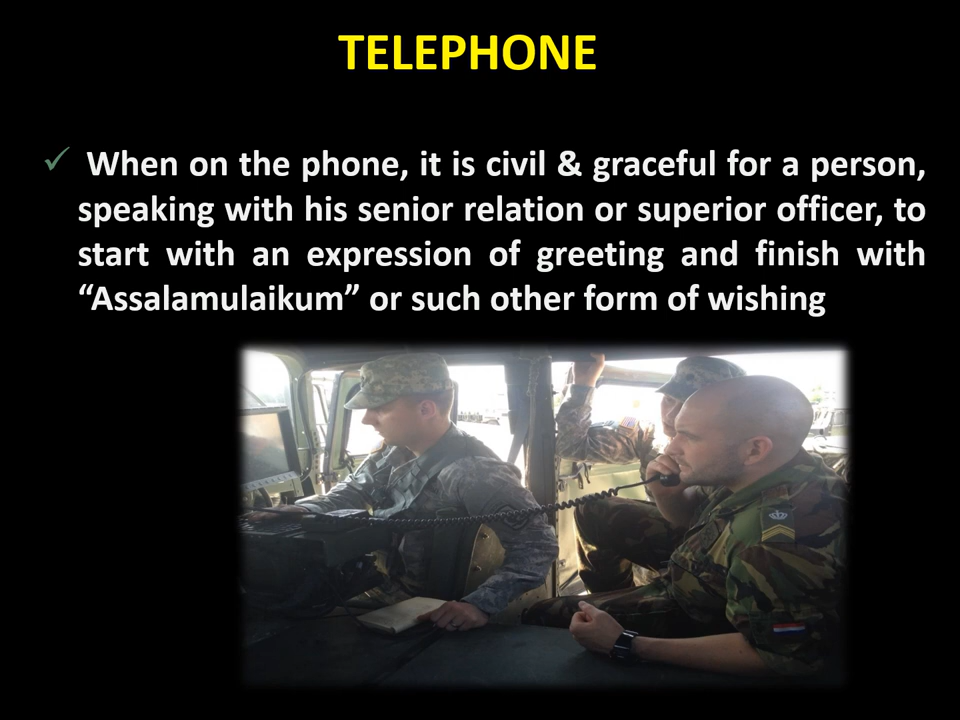 TELEPHONE
✓ When on the phone, it is civil & graceful for a person,
speaking with his senior relation or superior officer, to
start with an expression of greeting and finish with
“Assalamulaikum” or such other form of wishing